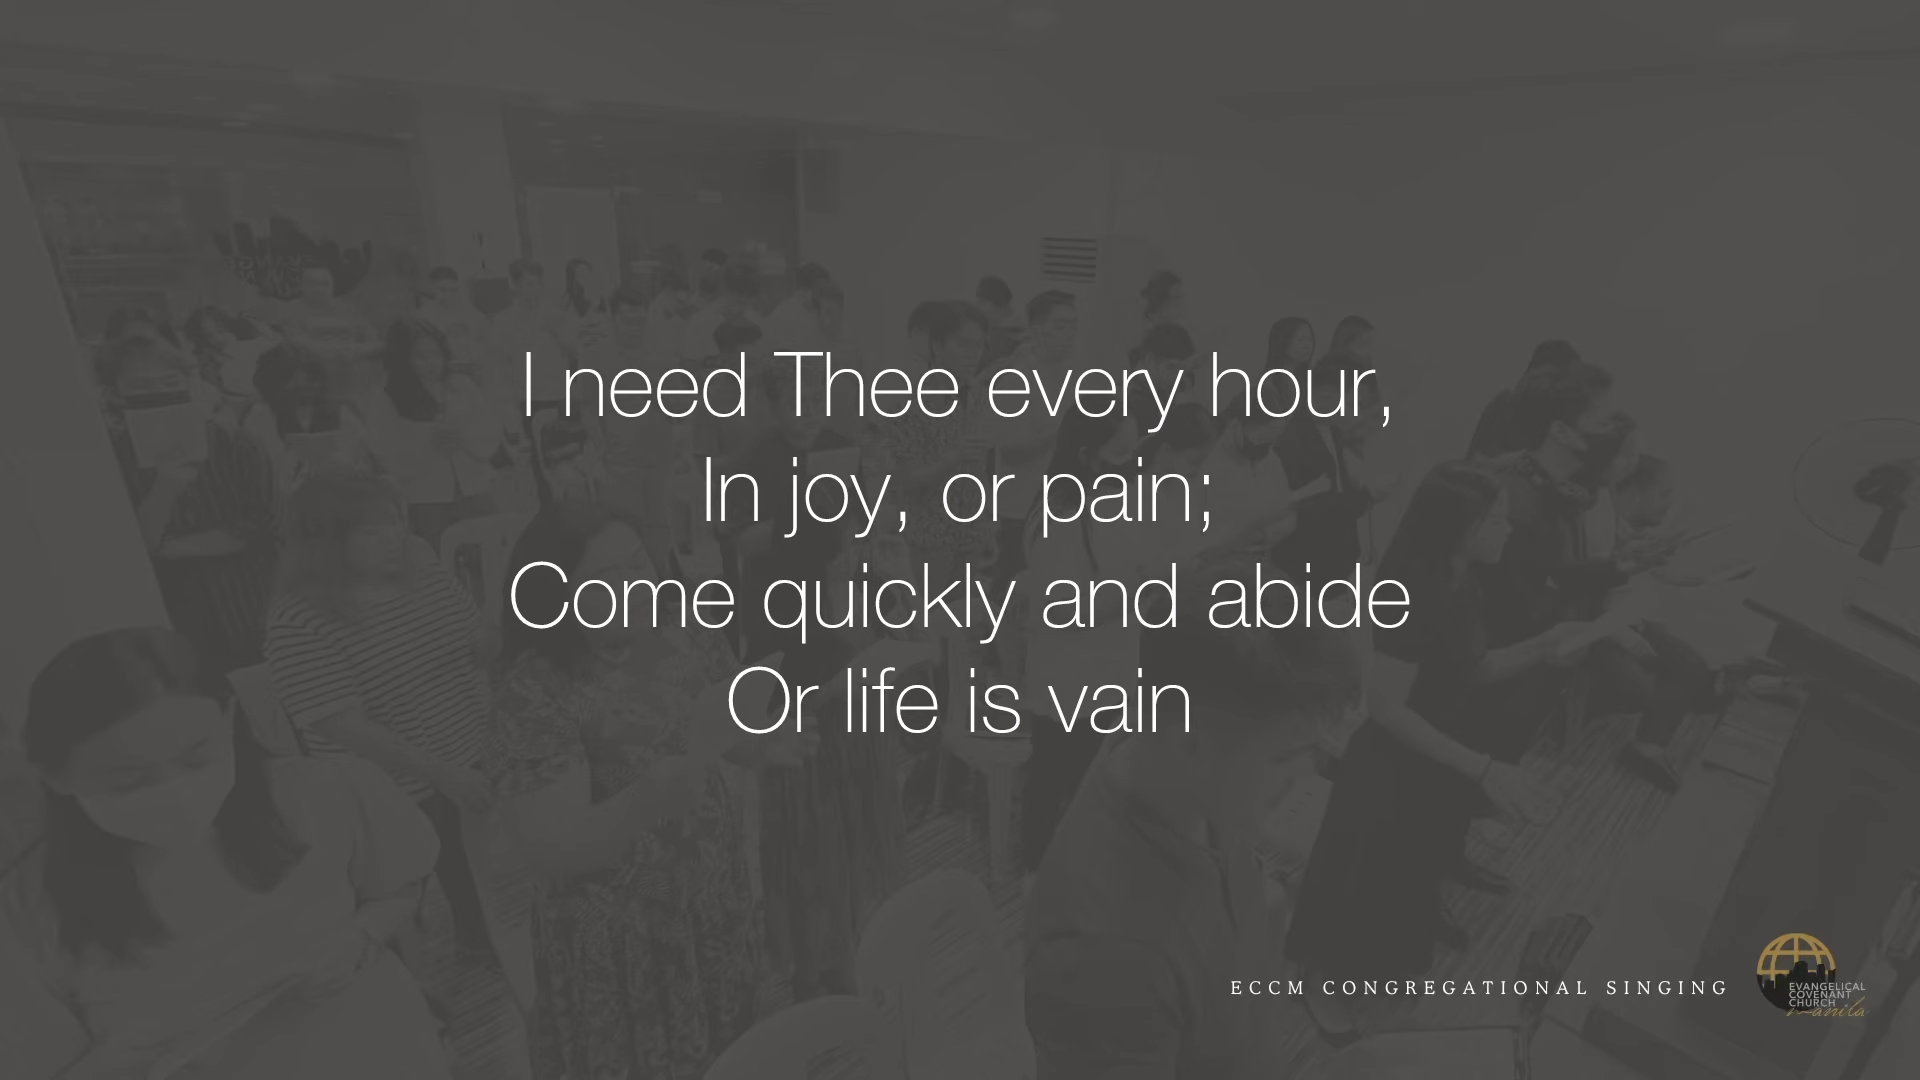 I need Thee every hour,
In joy, or pain;
Come quickly and abide
Or life is vain
ECCM CONGREGATIONAL SINGING
EVANGELICAL
COVENANT
CHURCH
manila